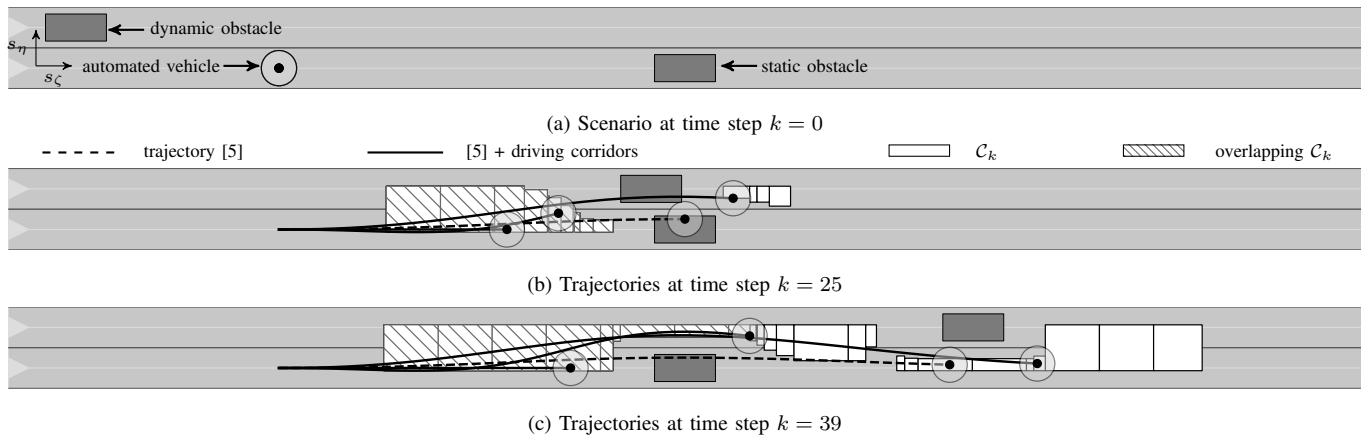 dynamic obstacle
s_η
s_ζ
automated vehicle
static obstacle
(a) Scenario at time step k = 0
trajectory [5] [5] + driving corridors 𝒞_k overlapping 𝒞_k
(b) Trajectories at time step k = 25
(c) Trajectories at time step k = 39